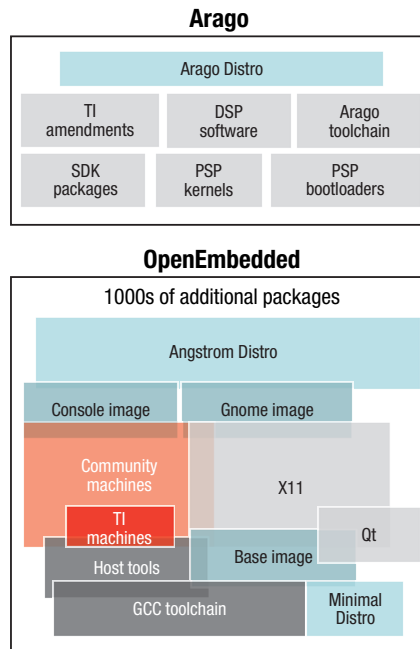 Arago
Arago Distro
TI
amendments
DSP
software
Arago
toolchain
SDK
packages
PSP
kernels
PSP
bootloaders
OpenEmbedded
1000s of additional packages
Angstrom Distro
Console image
Gnome image
Community
machines
X11
TI
machines
Qt
Host tools
Base image
GCC toolchain
Minimal
Distro